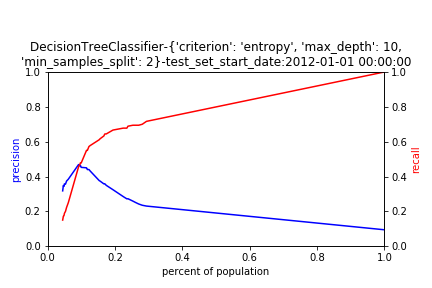 DecisionTreeClassifier-{'criterion': 'entropy', 'max_depth': 10,
'min_samples_split': 2}-test_set_start_date:2012-01-01 00:00:00
1.0
0.8
0.6
0.4
0.2
0.0
precision
1.0
0.8
0.6
0.4
0.2
0.0
recall
0.0 0.2 0.4 0.6 0.8 1.0
percent of population